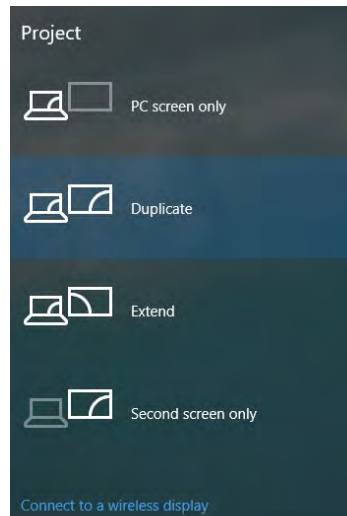 Project
PC screen only
Duplicate
Extend
Second screen only
Connect to a wireless display